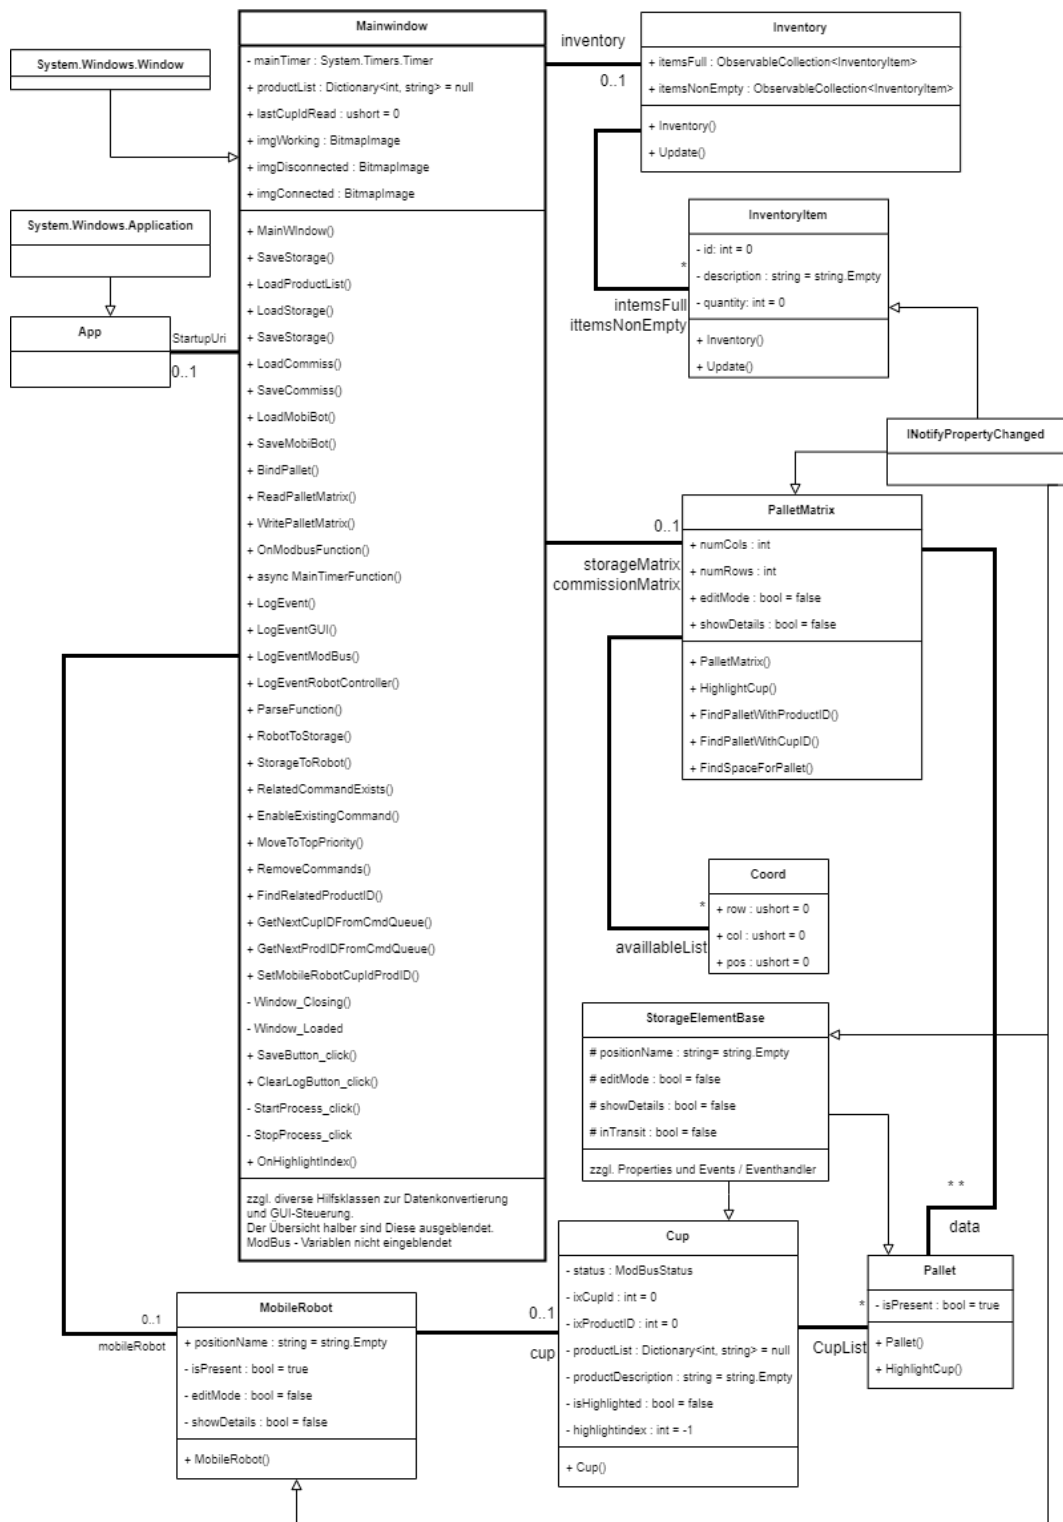 System.Windows.Window
System.Windows.Application
App
StartupUri
0..1
Mainwindow
- mainTimer : System.Timers.Timer
+ productList : Dictionary<int, string> = null
+ lastCupIdRead : ushort = 0
+ imgWorking : BitmapImage
+ imgDisconnected : BitmapImage
+ imgConnected : BitmapImage
+ MainWIndow()
+ SaveStorage()
+ LoadProductList()
+ LoadStorage()
+ SaveStorage()
+ LoadCommiss()
+ SaveCommiss()
+ LoadMobiBot()
+ SaveMobiBot()
+ BindPallet()
+ ReadPalletMatrix()
+ WritePalletMatrix()
+ OnModbusFunction()
+ async MainTimerFunction()
+ LogEvent()
+ LogEventGUI()
+ LogEventModBus()
+ LogEventRobotController()
+ ParseFunction()
+ RobotToStorage()
+ StorageToRobot()
+ RelatedCommandExists()
+ EnableExistingCommand()
+ MoveToTopPriority()
+ RemoveCommands()
+ FindRelatedProductID()
+ GetNextCupIDFromCmdQueue()
+ GetNextProdIDFromCmdQueue()
+ SetMobileRobotCupIdProdID()
- Window_Closing()
- Window_Loaded
+ SaveButton_click()
+ ClearLogButton_click()
- StartProcess_click()
- StopProcess_click
+ OnHighlightIndex()
zzgl. diverse Hilfsklassen zur Datenkonvertierung
und GUI-Steuerung.
Der Übersicht halber sind Diese ausgeblendet.
ModBus - Variablen nicht eingeblendet
inventory
0..1
Inventory
+ itemsFull : ObservableCollection<InventoryItem>
+ itemsNonEmpty : ObservableCollection<InventoryItem>
+ Inventory()
+ Update()
InventoryItem
- id: int = 0
- description : string = string.Empty
- quantity: int = 0
+ Inventory()
+ Update()
*
intemsFull
ittemsNonEmpty
INotifyPropertyChanged
0..1
storageMatrix
commissionMatrix
PalletMatrix
+ numCols : int
+ numRows : int
+ editMode : bool = false
+ showDetails : bool = false
+ PalletMatrix()
+ HighlightCup()
+ FindPalletWithProductID()
+ FindPalletWithCupID()
+ FindSpaceForPallet()
*
availlableList
Coord
+ row : ushort = 0
+ col : ushort = 0
+ pos : ushort = 0
StorageElementBase
# positionName : string= string.Empty
# editMode : bool = false
# showDetails : bool = false
# inTransit : bool = false
zzgl. Properties und Events / Eventhandler
* *
data
Pallet
- isPresent : bool = true
+ Pallet()
+ HighlightCup()
*
CupList
Cup
- status : ModBusStatus
- ixCupId : int = 0
- ixProductID : int = 0
- productList : Dictionary<int, string> = null
- productDescription : string = string.Empty
- isHighlighted : bool = false
- highlightindex : int = -1
+ Cup()
0..1
cup
0..1
mobileRobot
MobileRobot
+ positionName : string = string.Empty
- isPresent : bool = true
- editMode : bool = false
- showDetails : bool = false
+ MobileRobot()